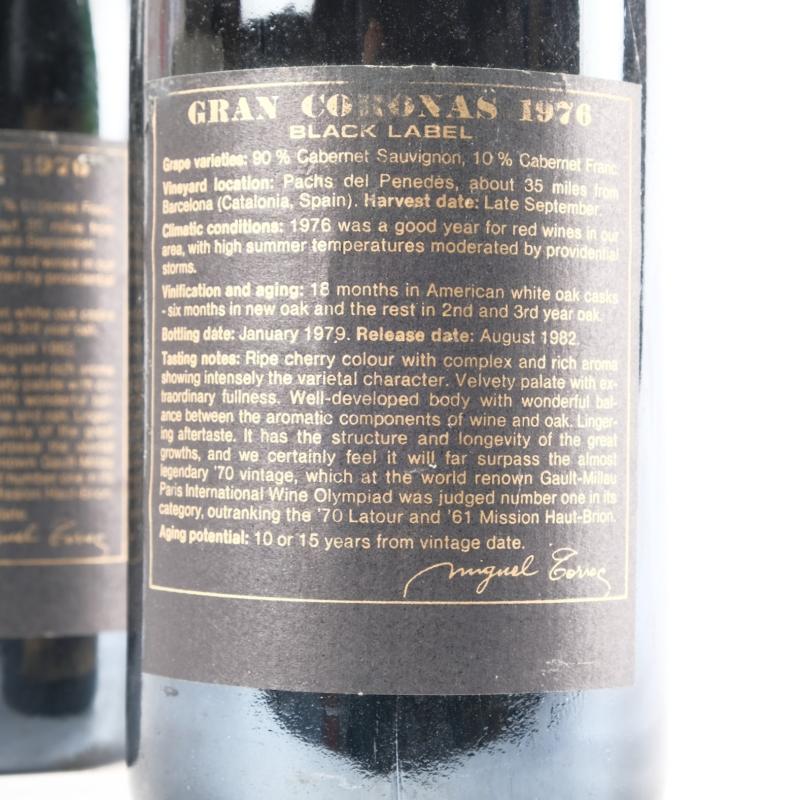 GRAN CORONAS 1976
BLACK LABEL
Grape varieties: 90 % Cabernet Sauvignon, 10 % Cabernet Franc.
Vineyard location: Pachs del Penedès, about 35 miles from
Barcelona (Catalonia, Spain). Harvest date: Late September.
Climatic conditions: 1976 was a good year for red wines in our
area, with high summer temperatures moderated by providential
storms.
Vinification and aging: 18 months in American white oak casks
- six months in new oak and the rest in 2nd and 3rd year oak.
Bottling date: January 1979. Release date: August 1982.
Tasting notes: Ripe cherry colour with complex and rich aroma
showing intensely the varietal character. Velvety palate with ex-
traordinary fullness. Well-developed body with wonderful bal-
ance between the aromatic components of wine and oak. Linger-
ing aftertaste. It has the structure and longevity of the great
growths, and we certainly feel it will far surpass the almost
legendary '70 vintage, which at the world renown Gault-Millau
Paris International Wine Olympiad was judged number one in its
category, outranking the '70 Latour and '61 Mission Haut-Brion.
Aging potential: 10 or 15 years from vintage date.
Miguel Torres
1976